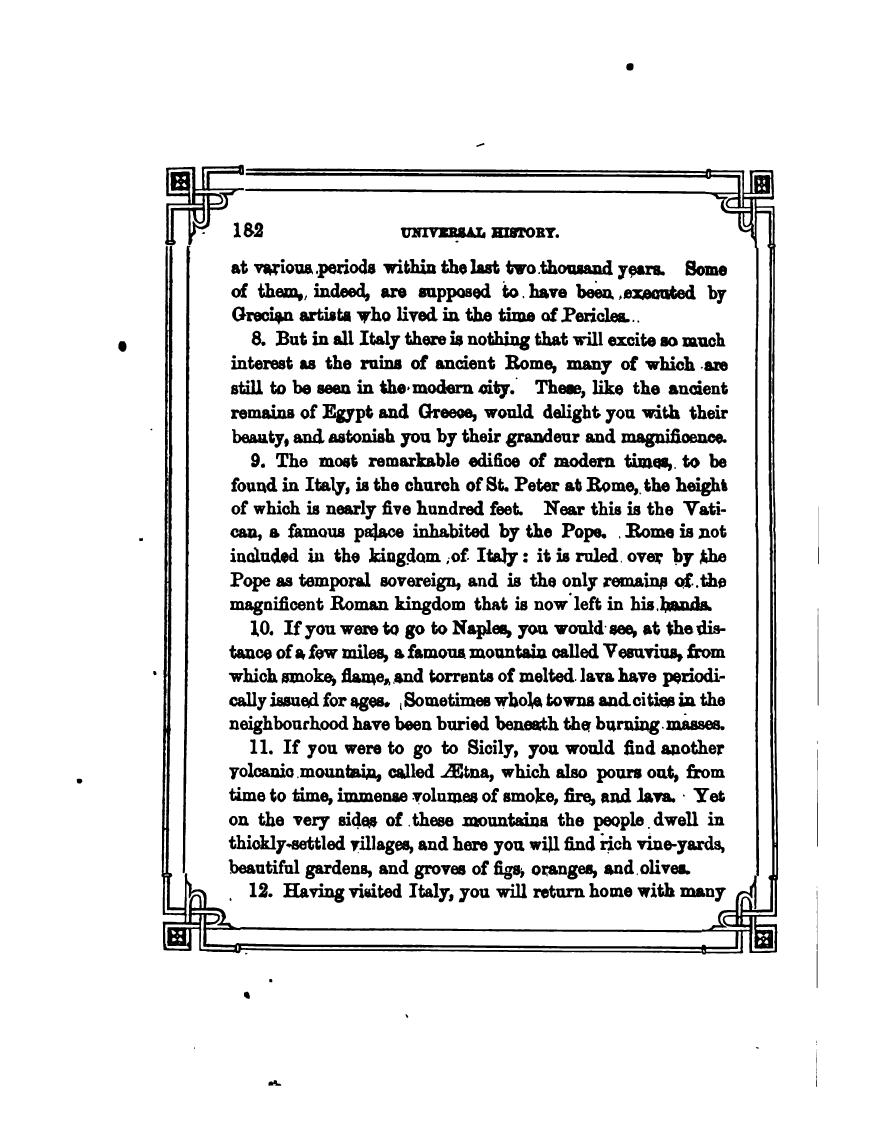 182 UNIVERSAL HISTORY.
at various periods within the last two thousand years. Some
of them, indeed, are supposed to have been executed by
Grecian artists who lived in the time of Pericles.
8. But in all Italy there is nothing that will excite so much
interest as the ruins of ancient Rome, many of which are
still to be seen in the modern city. These, like the ancient
remains of Egypt and Greece, would delight you with their
beauty, and astonish you by their grandeur and magnificence.
9. The most remarkable edifice of modern times, to be
found in Italy, is the church of St. Peter at Rome, the height
of which is nearly five hundred feet. Near this is the Vati-
can, a famous palace inhabited by the Pope. Rome is not
included in the kingdom of Italy: it is ruled over by the
Pope as temporal sovereign, and is the only remains of the
magnificent Roman kingdom that is now left in his hands.
10. If you were to go to Naples, you would see, at the dis-
tance of a few miles, a famous mountain called Vesuvius, from
which smoke, flame, and torrents of melted lava have periodi-
cally issued for ages. Sometimes whole towns and cities in the
neighbourhood have been buried beneath the burning masses.
11. If you were to go to Sicily, you would find another
volcanic mountain, called Ætna, which also pours out, from
time to time, immense volumes of smoke, fire, and lava. Yet
on the very sides of these mountains the people dwell in
thickly-settled villages, and here you will find rich vine-yards,
beautiful gardens, and groves of figs, oranges, and olives.
12. Having visited Italy, you will return home with many